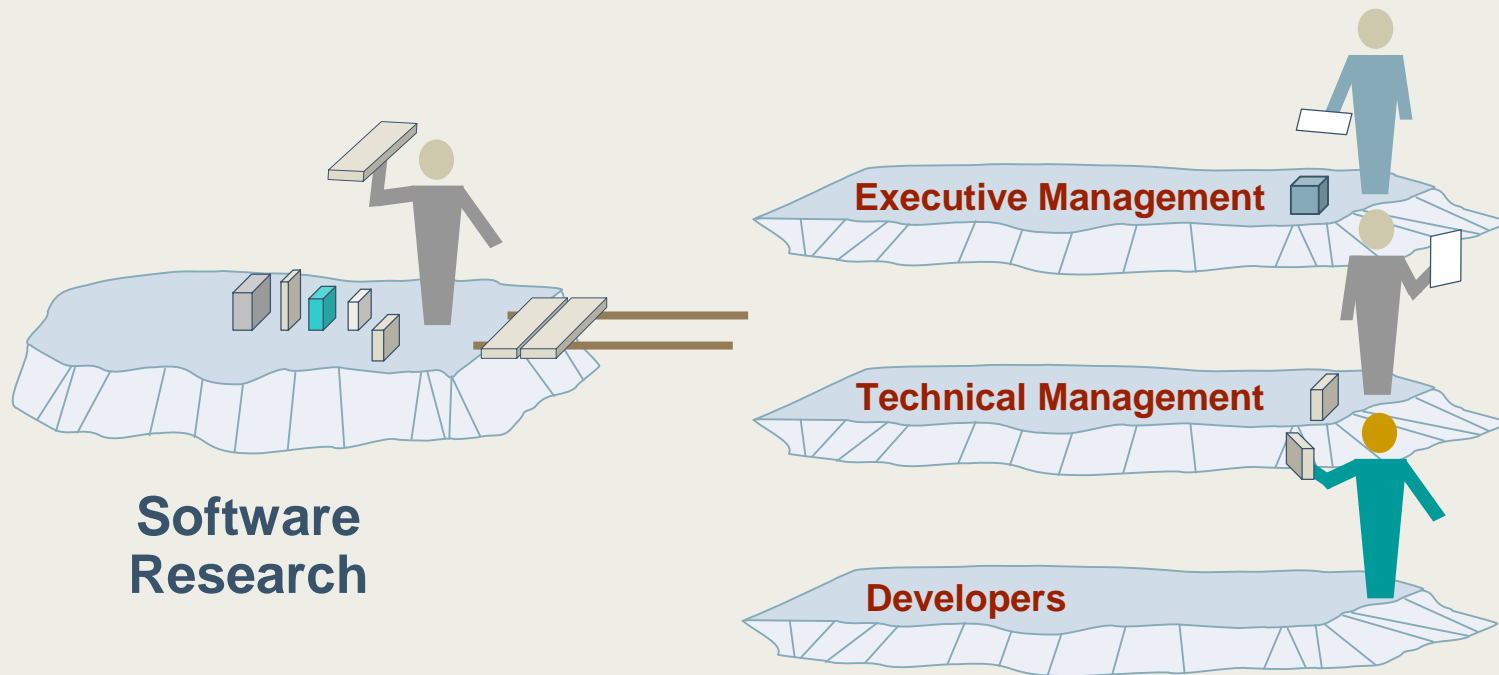 Executive Management
Technical Management
Software
Research
Developers